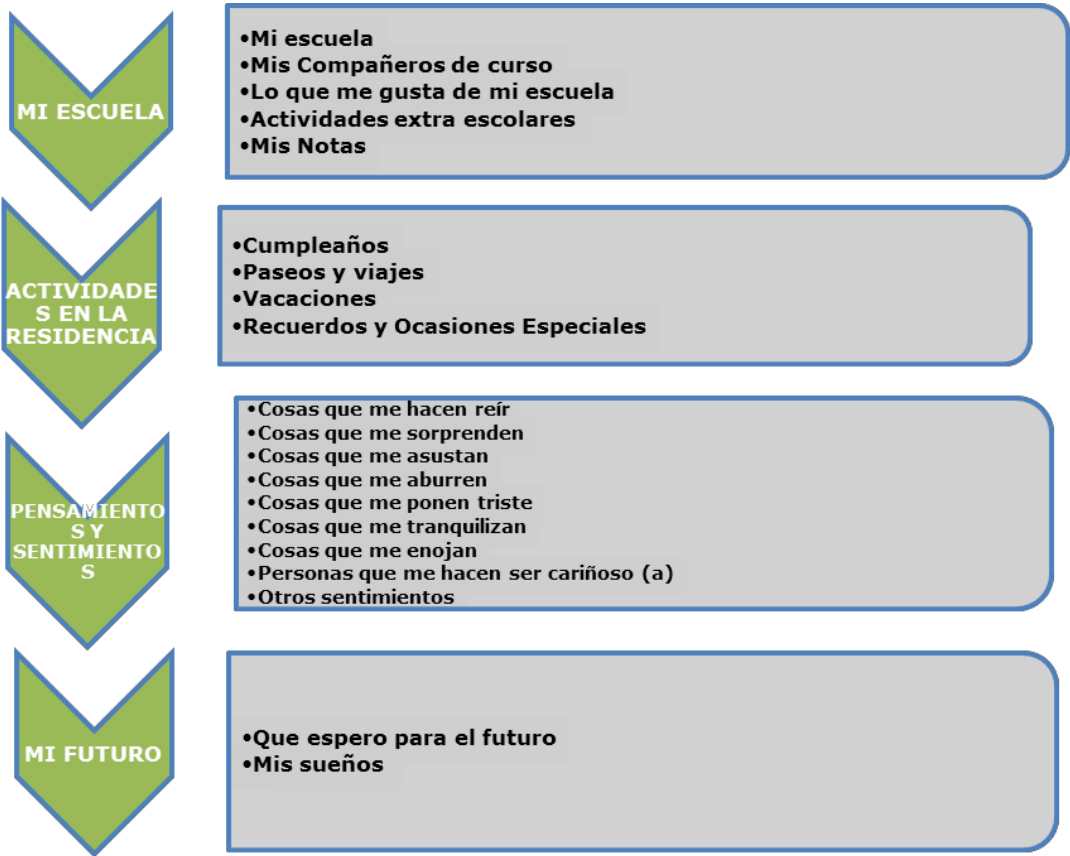 MI ESCUELA
•Mi escuela
•Mis Compañeros de curso
•Lo que me gusta de mi escuela
•Actividades extra escolares
•Mis Notas
ACTIVIDADE
S EN LA
RESIDENCIA
•Cumpleaños
•Paseos y viajes
•Vacaciones
•Recuerdos y Ocasiones Especiales
PENSAMIENTO
S Y
SENTIMIENTO
S
•Cosas que me hacen reír
•Cosas que me sorprenden
•Cosas que me asustan
•Cosas que me aburren
•Cosas que me ponen triste
•Cosas que me tranquilizan
•Cosas que me enojan
•Personas que me hacen ser cariñoso (a)
•Otros sentimientos
MI FUTURO
•Que espero para el futuro
•Mis sueños